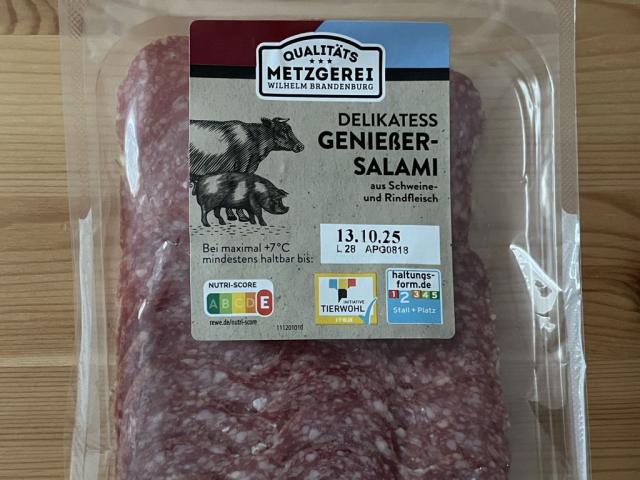 QUALITÄTS
METZGEREI
WILHELM BRANDENBURG
DELIKATESS
GENIEẞER-
SALAMI
aus Schweine-
und Rindfleisch
Bei maximal +7°C
mindestens haltbar bis:
13.10.25
L 28 APG0818
NUTRI-SCORE
A B C D E
rewe.de/nutri-score
111201010
INITIATIVE
TIERWOHL
haltungs-
form.de
1 2 3 4 5
Stall + Platz